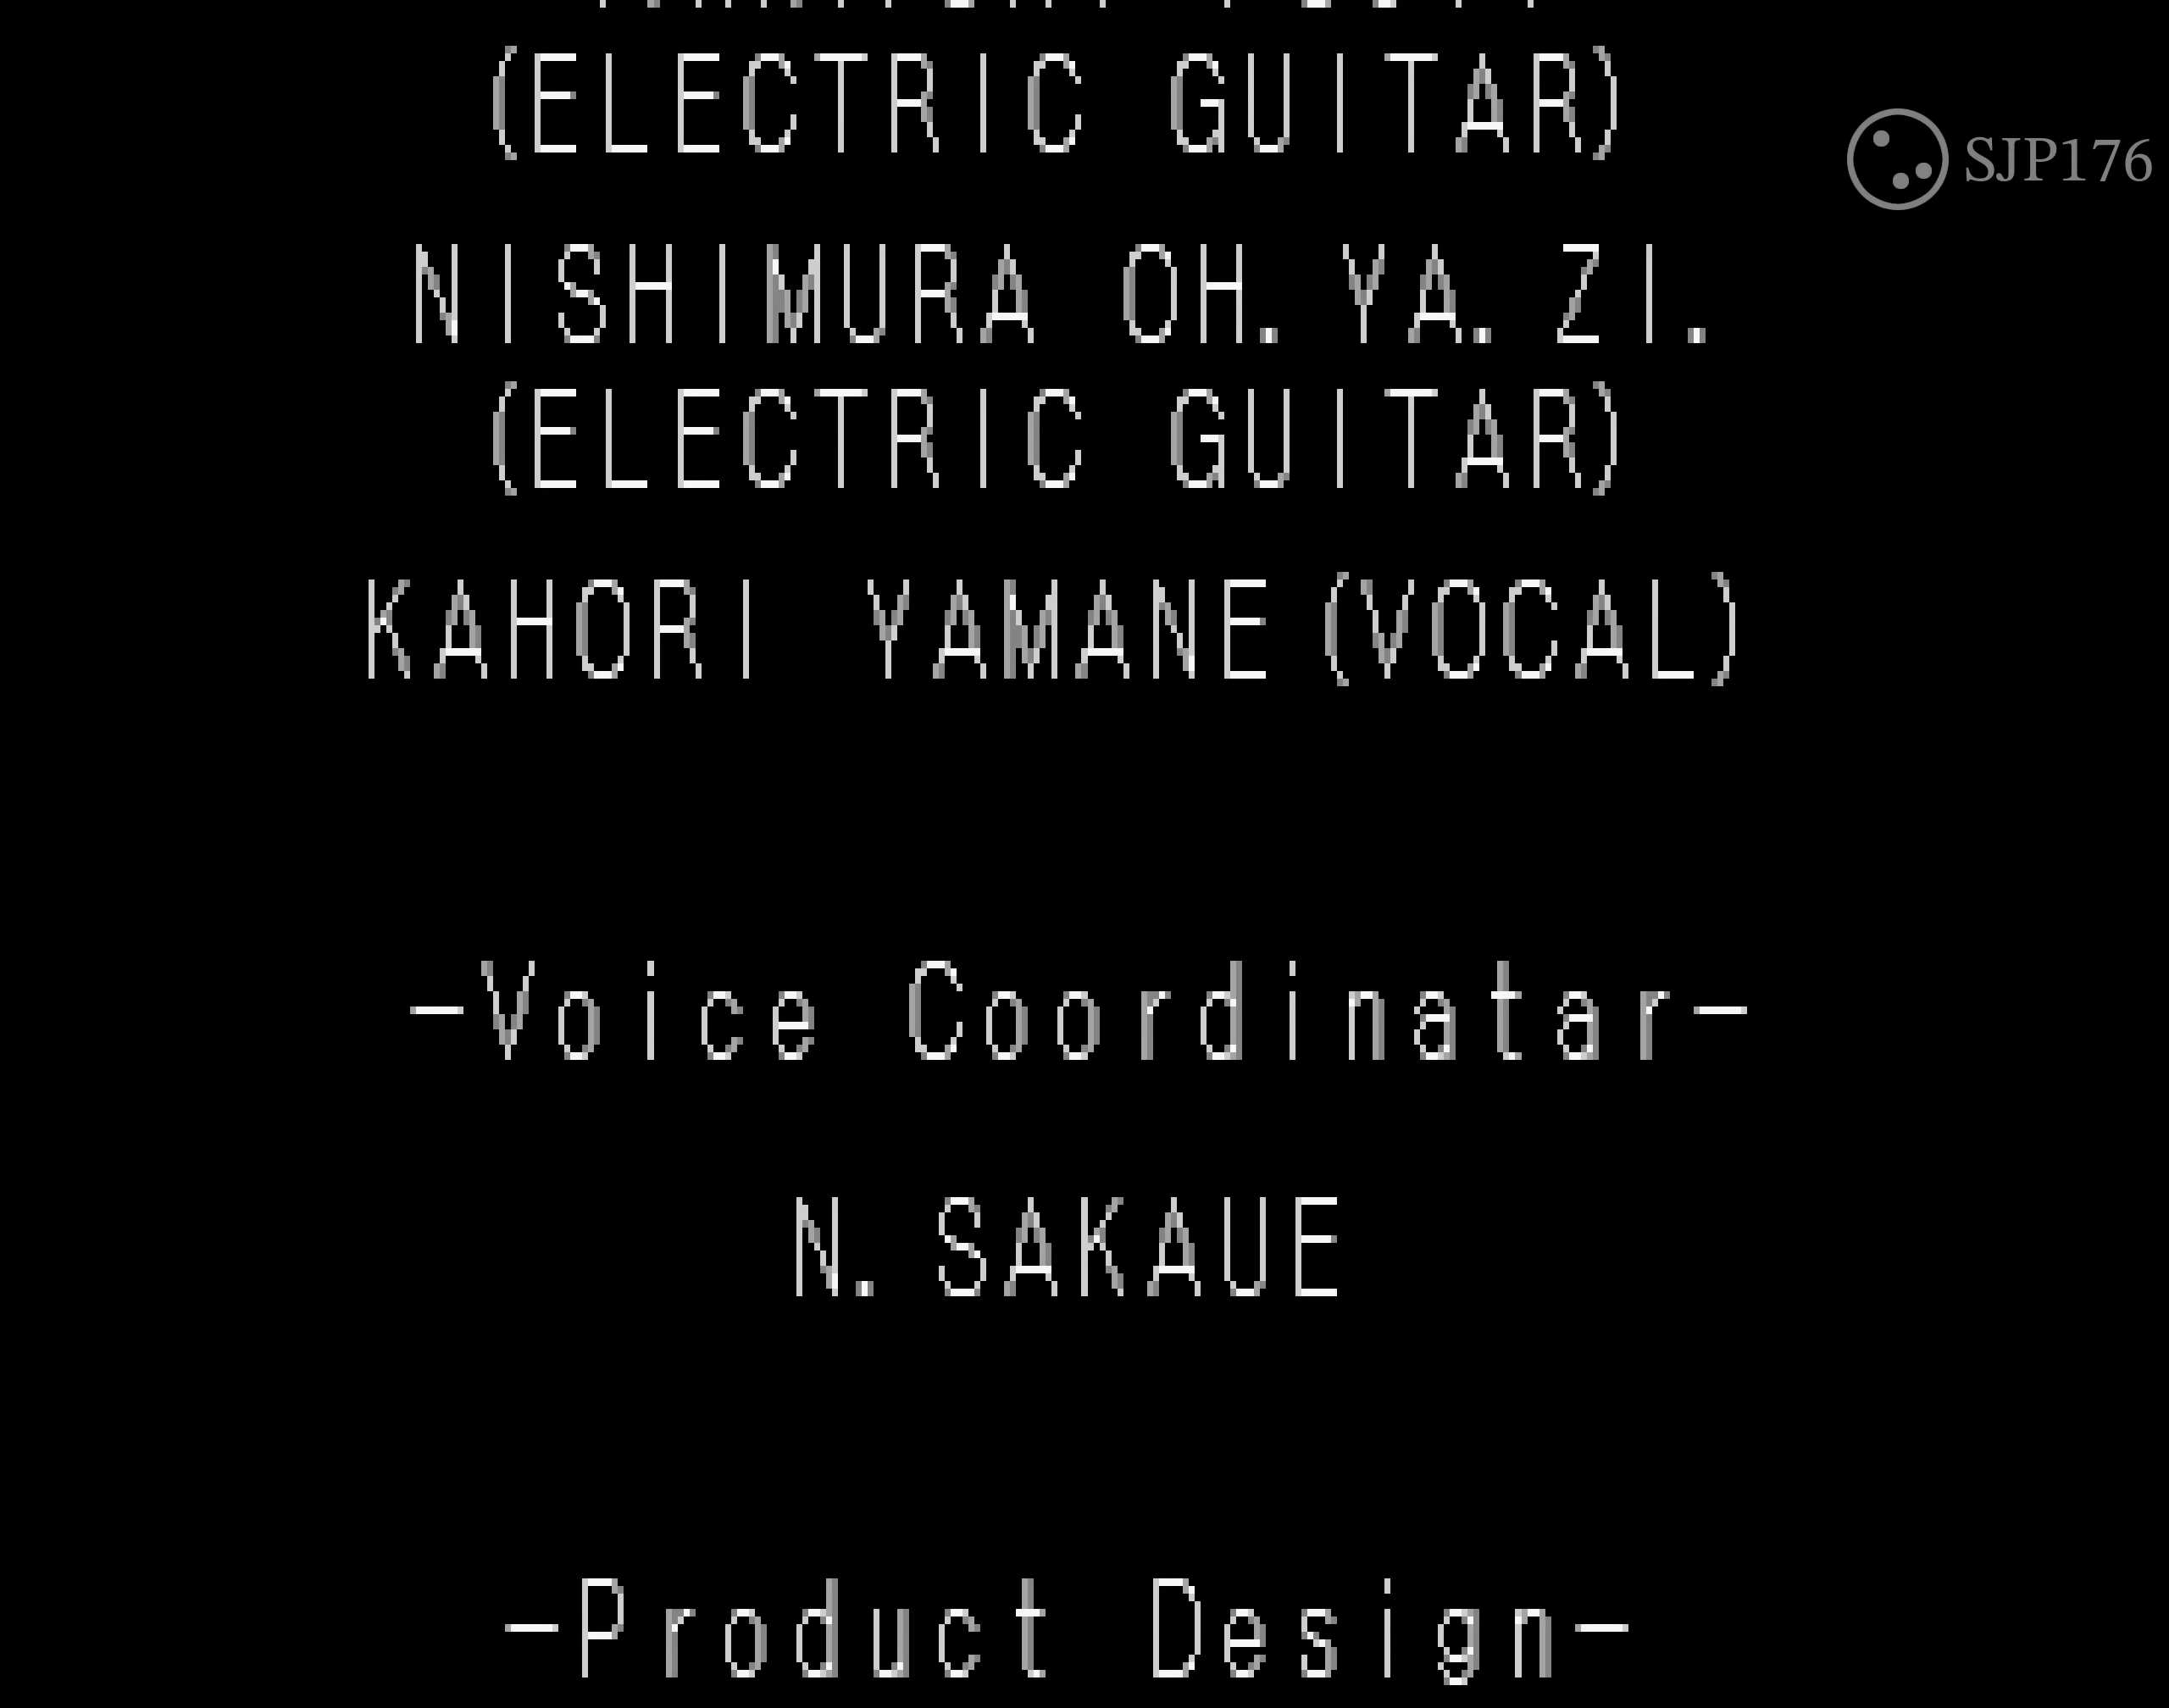 (ELECTRIC GUITAR)
SJP176
NISHIMURA OH. YA. ZI.
(ELECTRIC GUITAR)
KAHORI YAMANE(VOCAL)
-Voice Coordinatar-
N. SAKAUE
-Product Design-